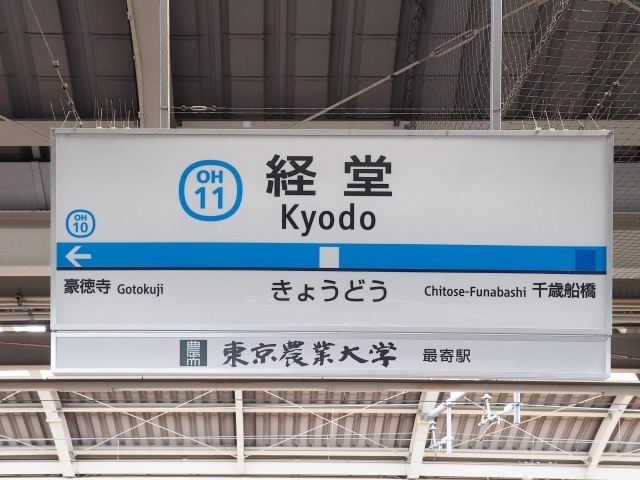 OH
11
経堂
Kyodo
OH
10
豪徳寺 Gotokuji
きょうどう
Chitose-Funabashi 千歳船橋
農大
東京農業大学 最寄駅